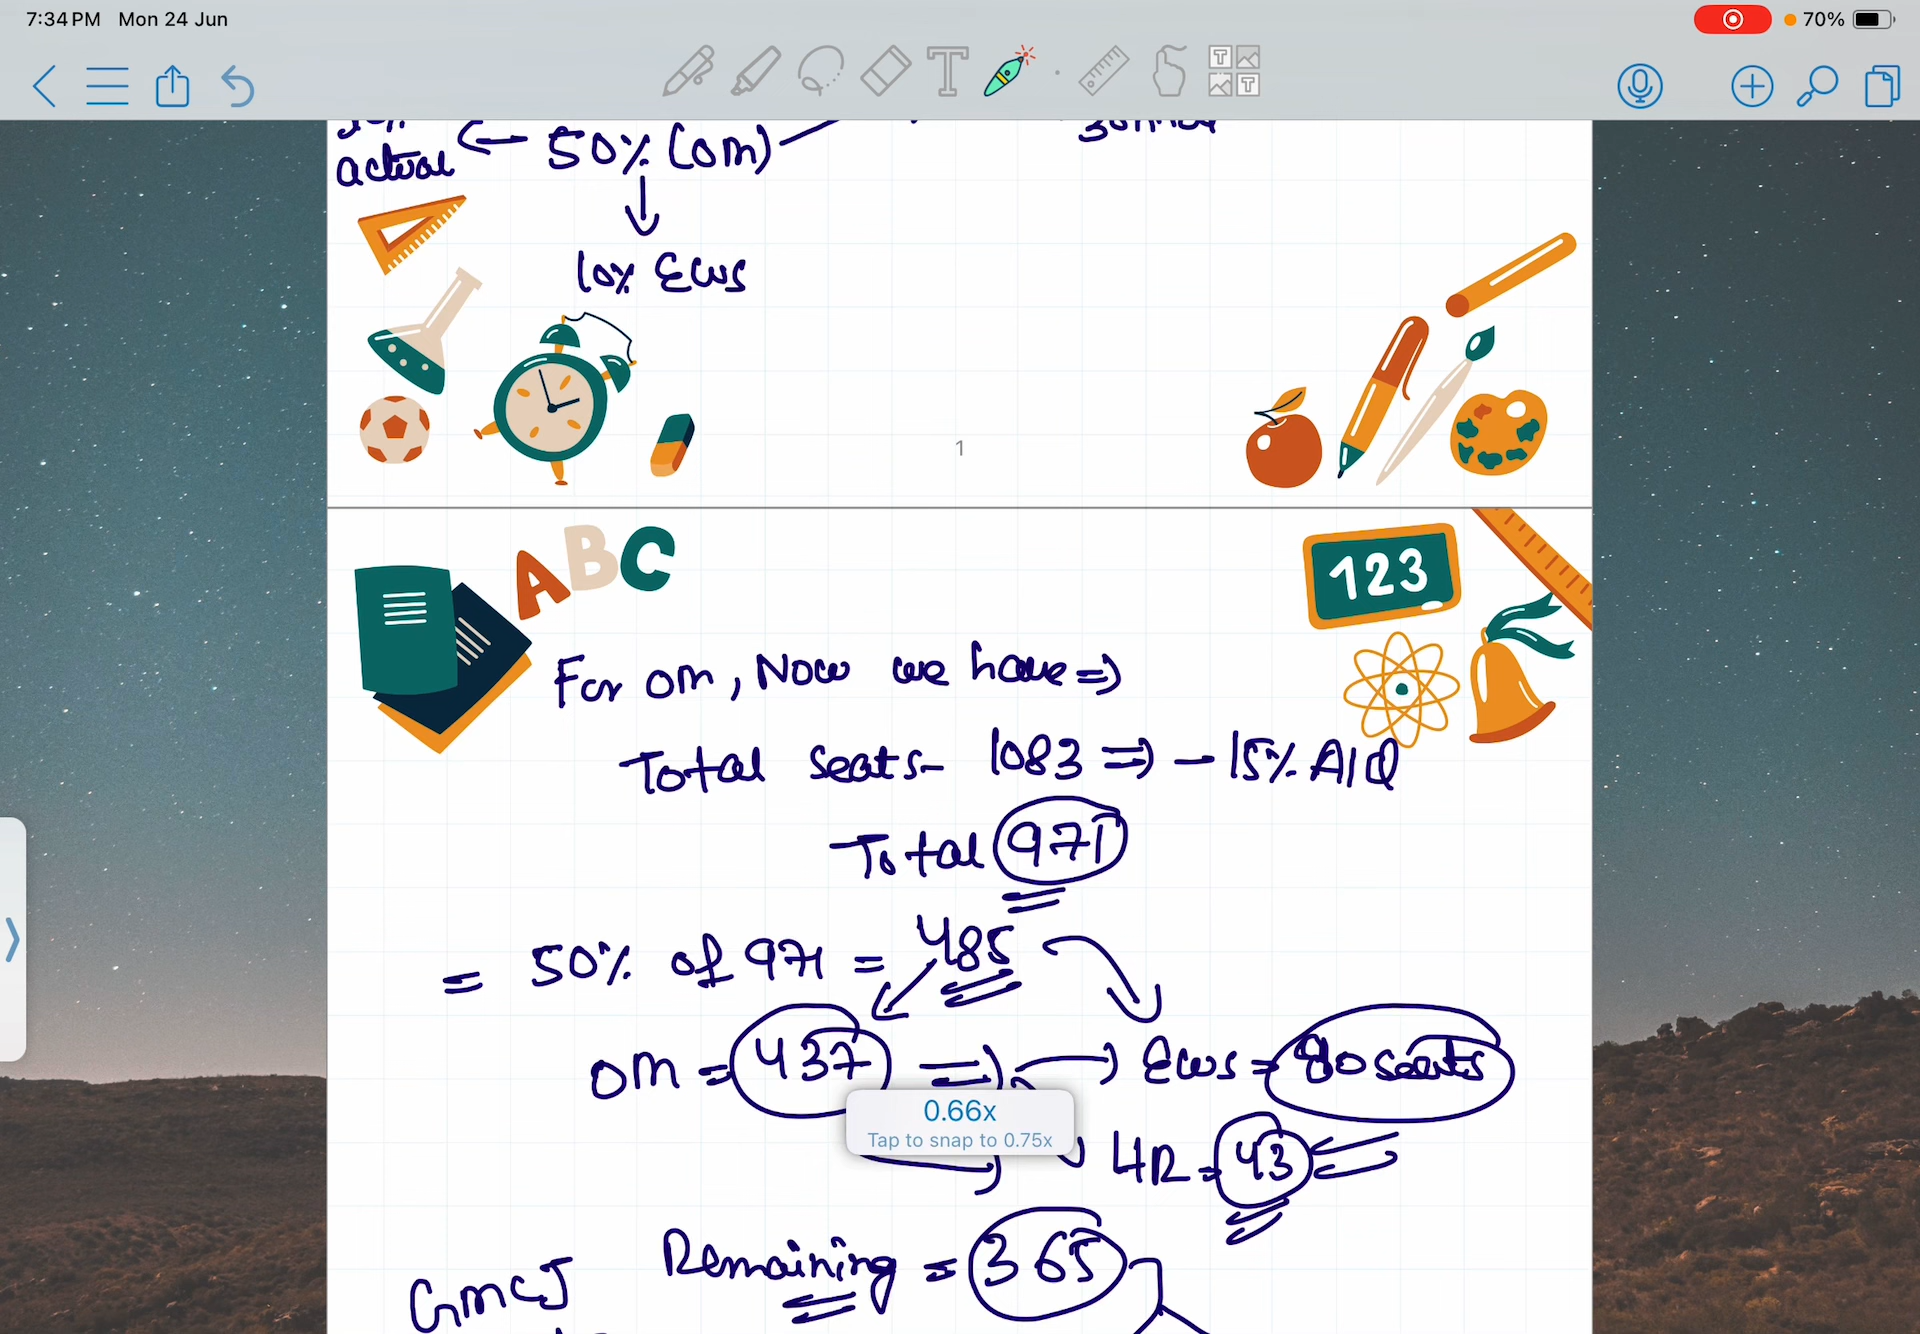 7:34 PM Mon 24 Jun
70%
actual ← 50% (OM)
10% EWS
1
ABC
123
For OM, Now we have ⇒
Total seats - 1083 ⇒ - 15% AIQ
Total 971
= 50% of 971 = 485
OM = 437 ⇒ → EWS = 80 seats
0.66x
Tap to snap to 0.75x
HR = 43
Remaining = 365
GMCJ